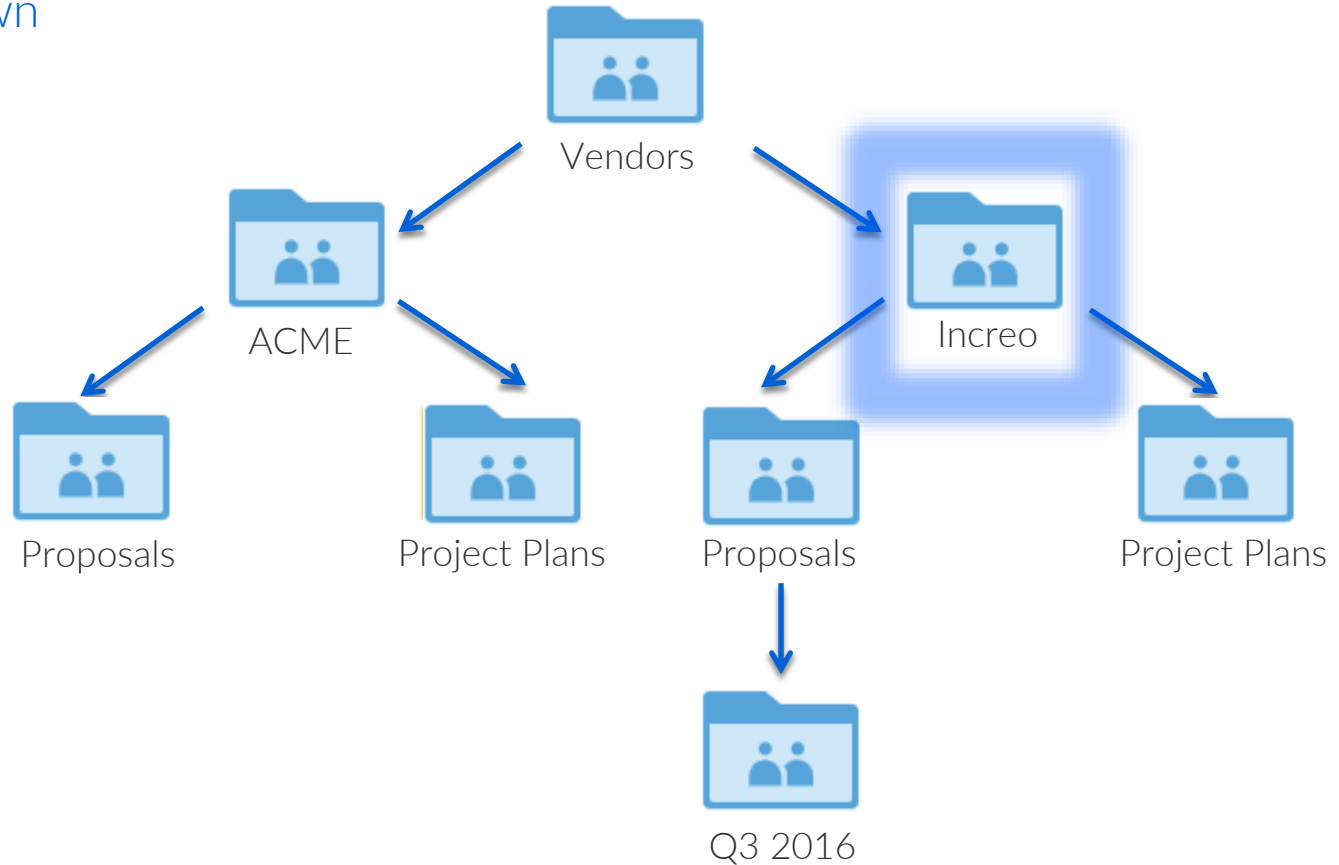 Vendors
ACME
Increo
Proposals
Project Plans
Proposals
Project Plans
Q3 2016